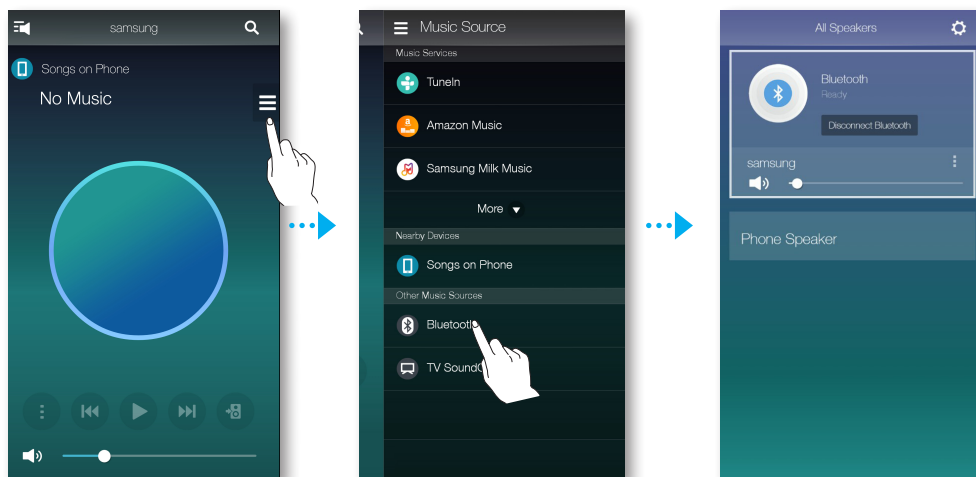 samsung
Songs on Phone
No Music
Music Source
Music Services
TuneIn
Amazon Music
Samsung Milk Music
More
Nearby Devices
Songs on Phone
Other Music Sources
Bluetooth
TV Sound
All Speakers
Bluetooth
Ready
Disconnect Bluetooth
samsung
Phone Speaker